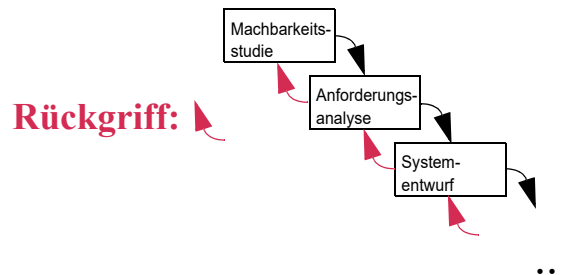 Machbarkeits-
studie
Anforderungs-
analyse
Rückgriff:
System-
entwurf
..